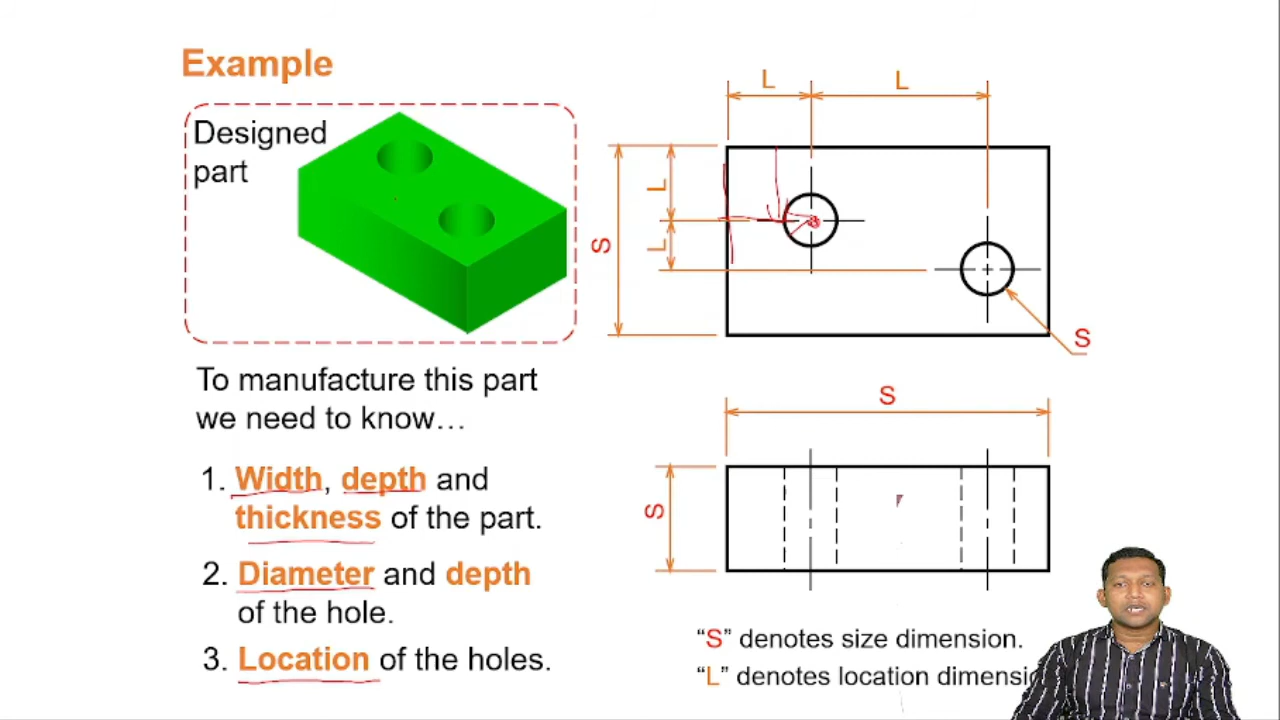 Example
Designed
part
To manufacture this part
we need to know…
1. Width, depth and
thickness of the part.
2. Diameter and depth
of the hole.
3. Location of the holes.
L
L
S
L
L
S
S
S
“S” denotes size dimension.
“L” denotes location